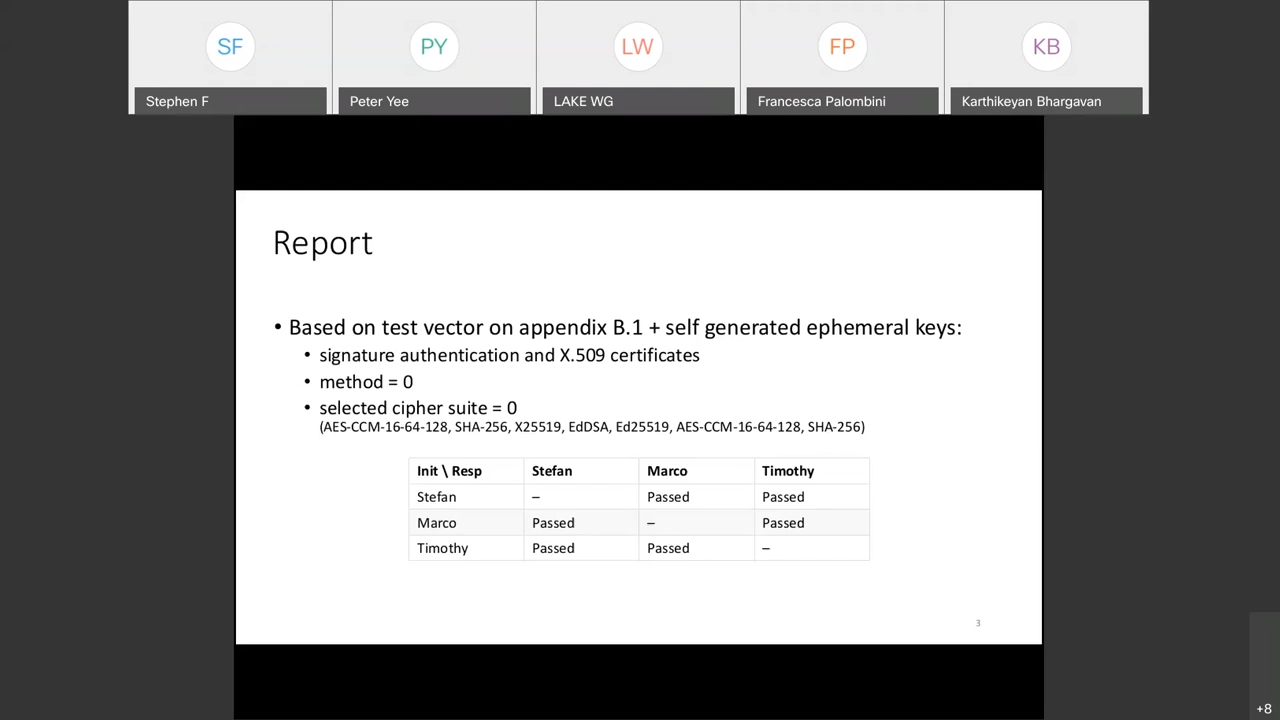 SF
PY
LW
FP
KB
Stephen F
Peter Yee
LAKE WG
Francesca Palombini
Karthikeyan Bhargavan
Report
• Based on test vector on appendix B.1 + self generated ephemeral keys:
• signature authentication and X.509 certificates
• method = 0
• selected cipher suite = 0
(AES-CCM-16-64-128, SHA-256, X25519, EdDSA, Ed25519, AES-CCM-16-64-128, SHA-256)
Init \ Resp Stefan Marco Timothy
Stefan – Passed Passed
Marco Passed – Passed
Timothy Passed Passed –
3
+8